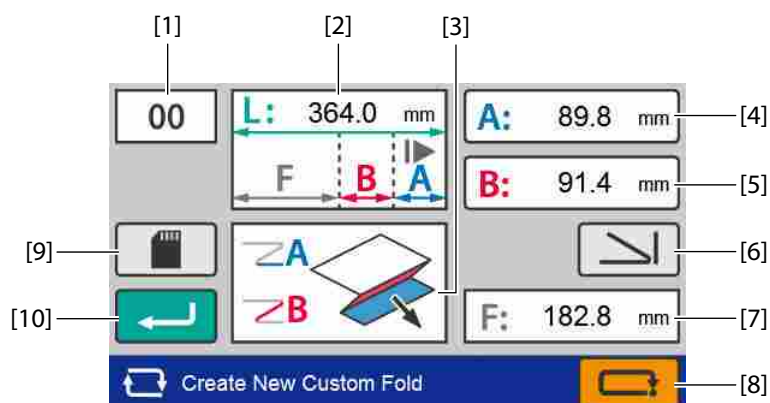 [1] [2] [3]
00 L: 364.0 mm A: 89.8 mm [4]
F B A B: 91.4 mm [5]
[9] A [6]
[10] B F: 182.8 mm [7]
Create New Custom Fold [8]